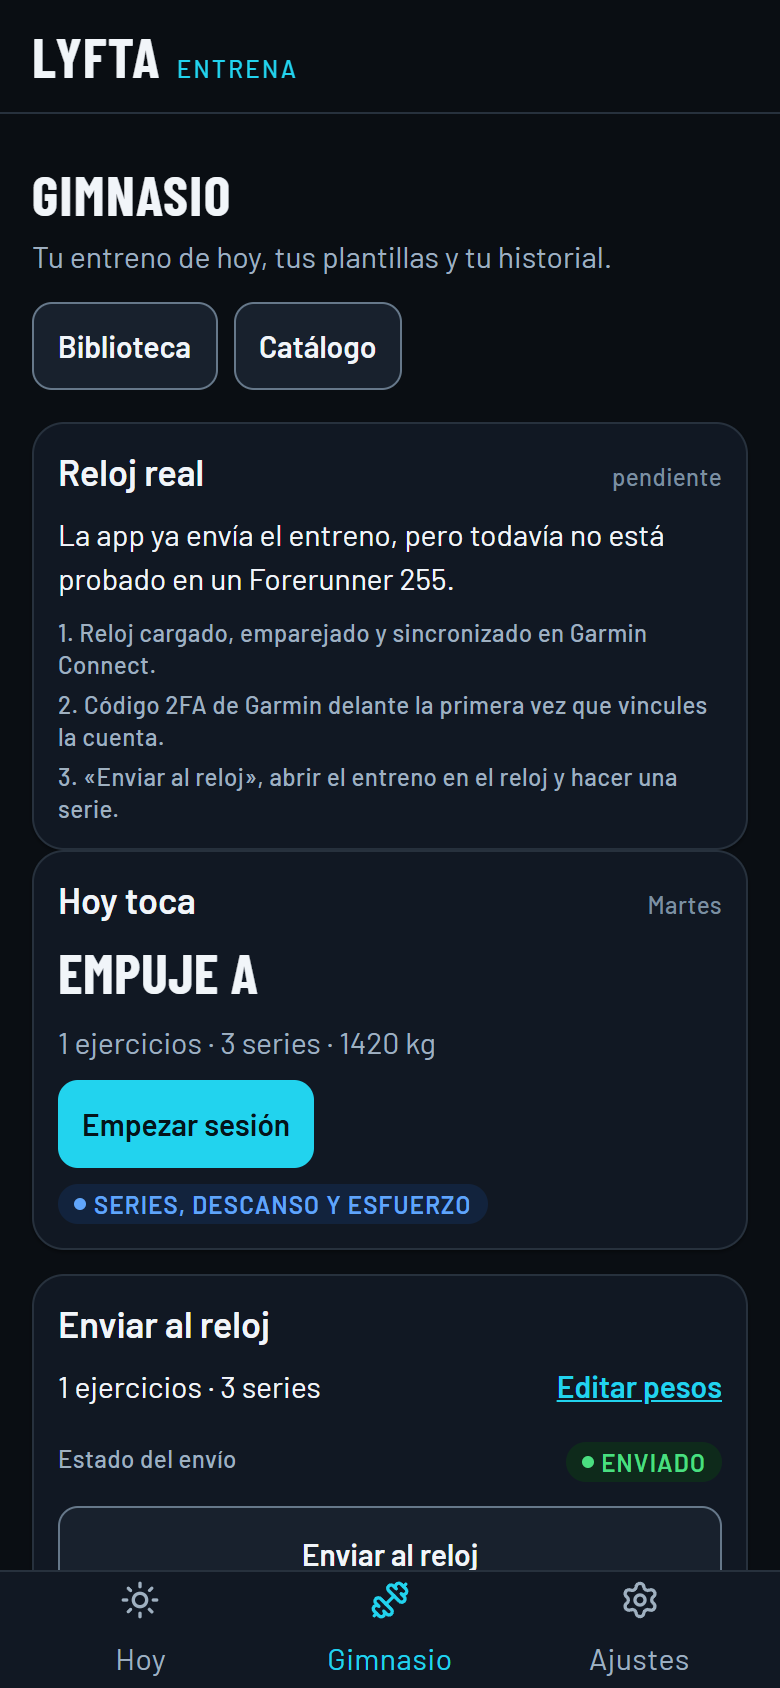 LYFTA ENTRENA
GIMNASIO
Tu entreno de hoy, tus plantillas y tu historial.
Biblioteca Catálogo
Reloj real pendiente
La app ya envía el entreno, pero todavía no está
probado en un Forerunner 255.
1. Reloj cargado, emparejado y sincronizado en Garmin
Connect.
2. Código 2FA de Garmin delante la primera vez que vincules
la cuenta.
3. «Enviar al reloj», abrir el entreno en el reloj y hacer una
serie.
Hoy toca Martes
EMPUJE A
1 ejercicios · 3 series · 1420 kg
Empezar sesión
SERIES, DESCANSO Y ESFUERZO
Enviar al reloj
1 ejercicios · 3 series Editar pesos
Estado del envío ENVIADO
Enviar al reloj
Hoy Gimnasio Ajustes